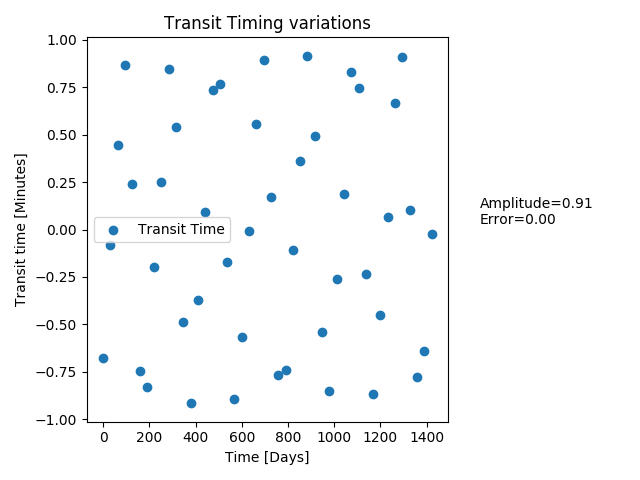 Transit Timing variations
Transit time [Minutes]
1.00
0.75
0.50
0.25
0.00
−0.25
−0.50
−0.75
−1.00
Transit Time
0 200 400 600 800 1000 1200 1400
Time [Days]
Amplitude=0.91
Error=0.00